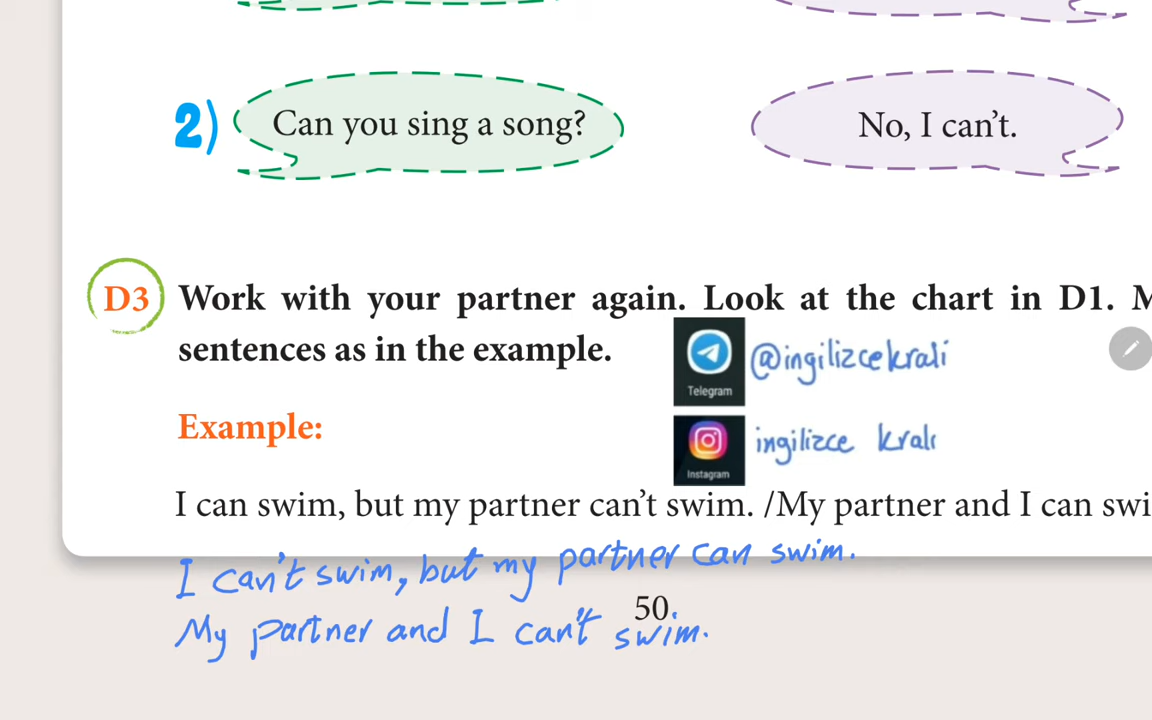 2) Can you sing a song? No, I can't.
D3 Work with your partner again. Look at the chart in D1. M
sentences as in the example.
Telegram @ingilizcekrali
Example:
Instagram ingilizce kralı
I can swim, but my partner can't swim. /My partner and I can swi
I can't swim, but my partner can swim.
50
My partner and I can't swim.